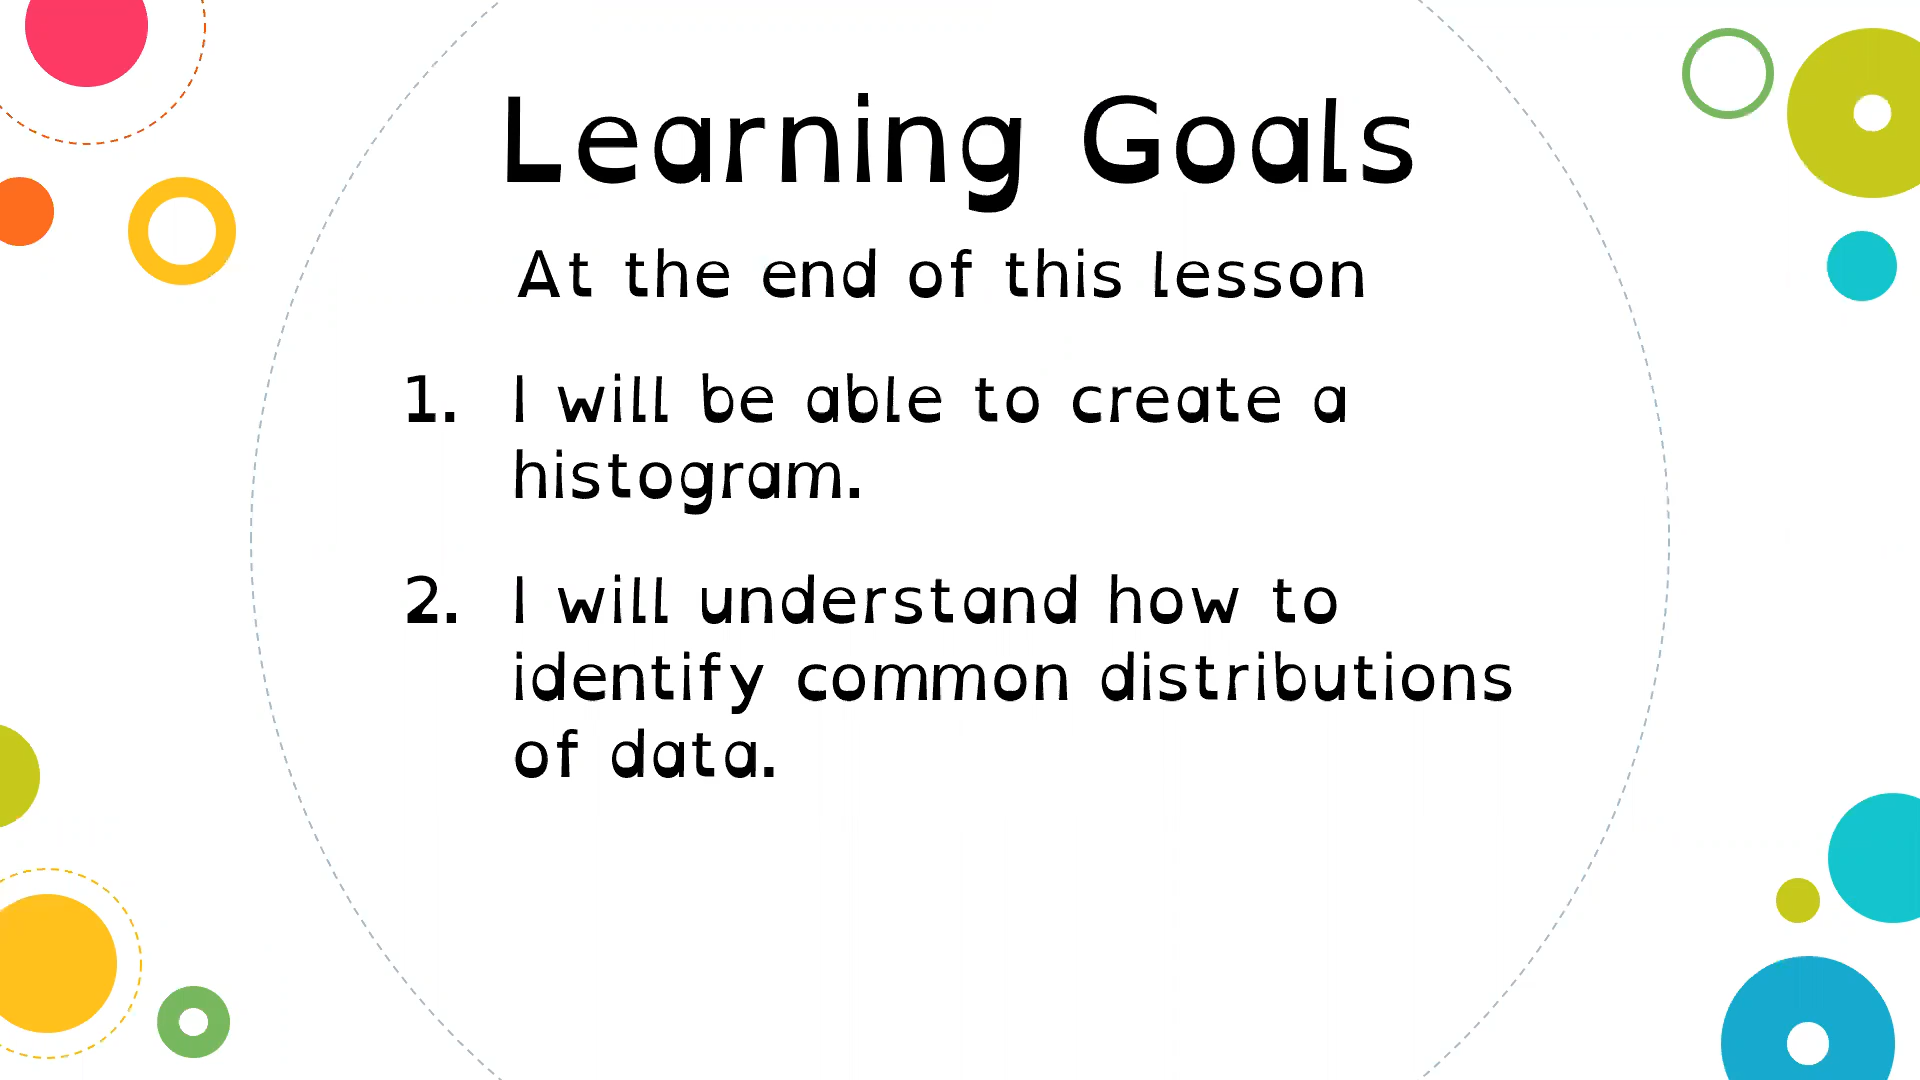 Learning Goals
At the end of this lesson
1. I will be able to create a
histogram.
2. I will understand how to
identify common distributions
of data.